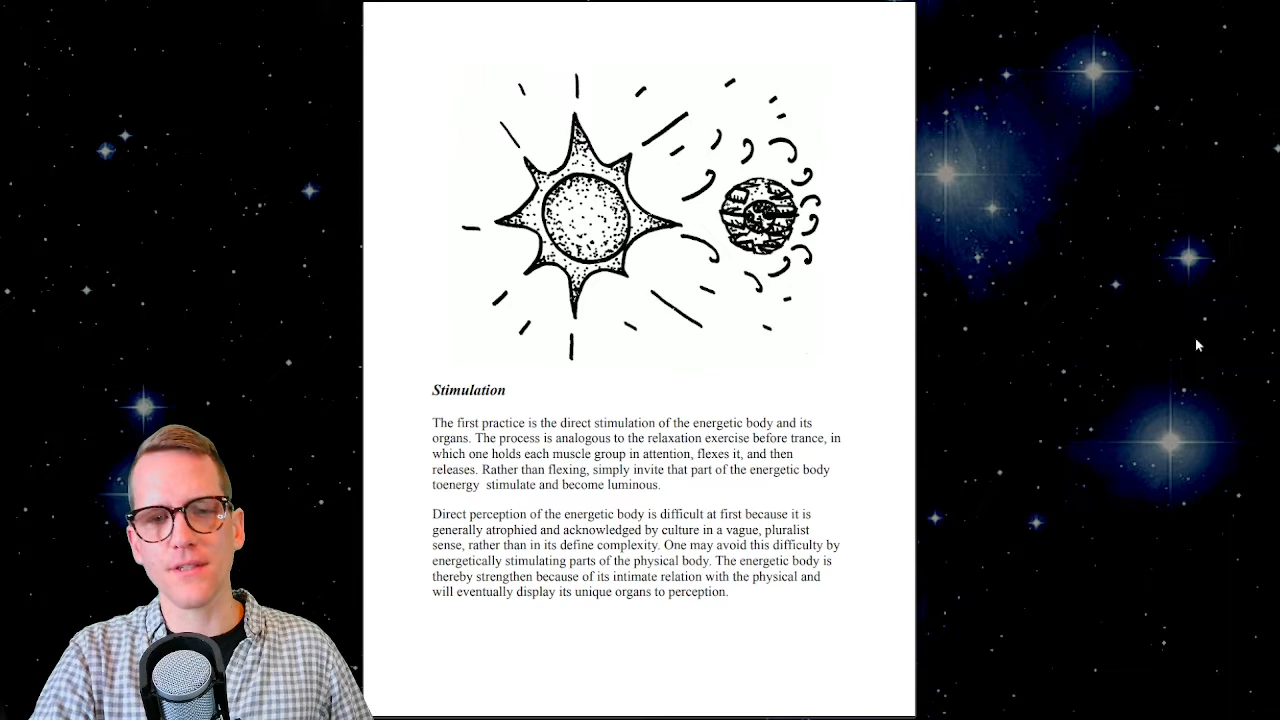 Stimulation
The first practice is the direct stimulation of the energetic body and its
organs. The process is analogous to the relaxation exercise before trance, in
which one holds each muscle group in attention, flexes it, and then
releases. Rather than flexing, simply invite that part of the energetic body
toenergy stimulate and become luminous.
Direct perception of the energetic body is difficult at first because it is
generally atrophied and acknowledged by culture in a vague, pluralist
sense, rather than in its define complexity. One may avoid this difficulty by
energetically stimulating parts of the physical body. The energetic body is
thereby strengthen because of its intimate relation with the physical and
will eventually display its unique organs to perception.